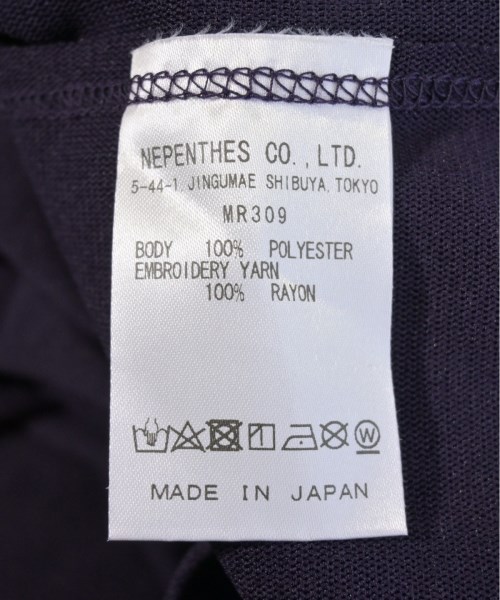 NEPENTHES CO., LTD.
5-44-1, JINGUMAE SHIBUYA, TOKYO
MR309
BODY 100% POLYESTER
EMBROIDERY YARN
100% RAYON
W
MADE IN JAPAN